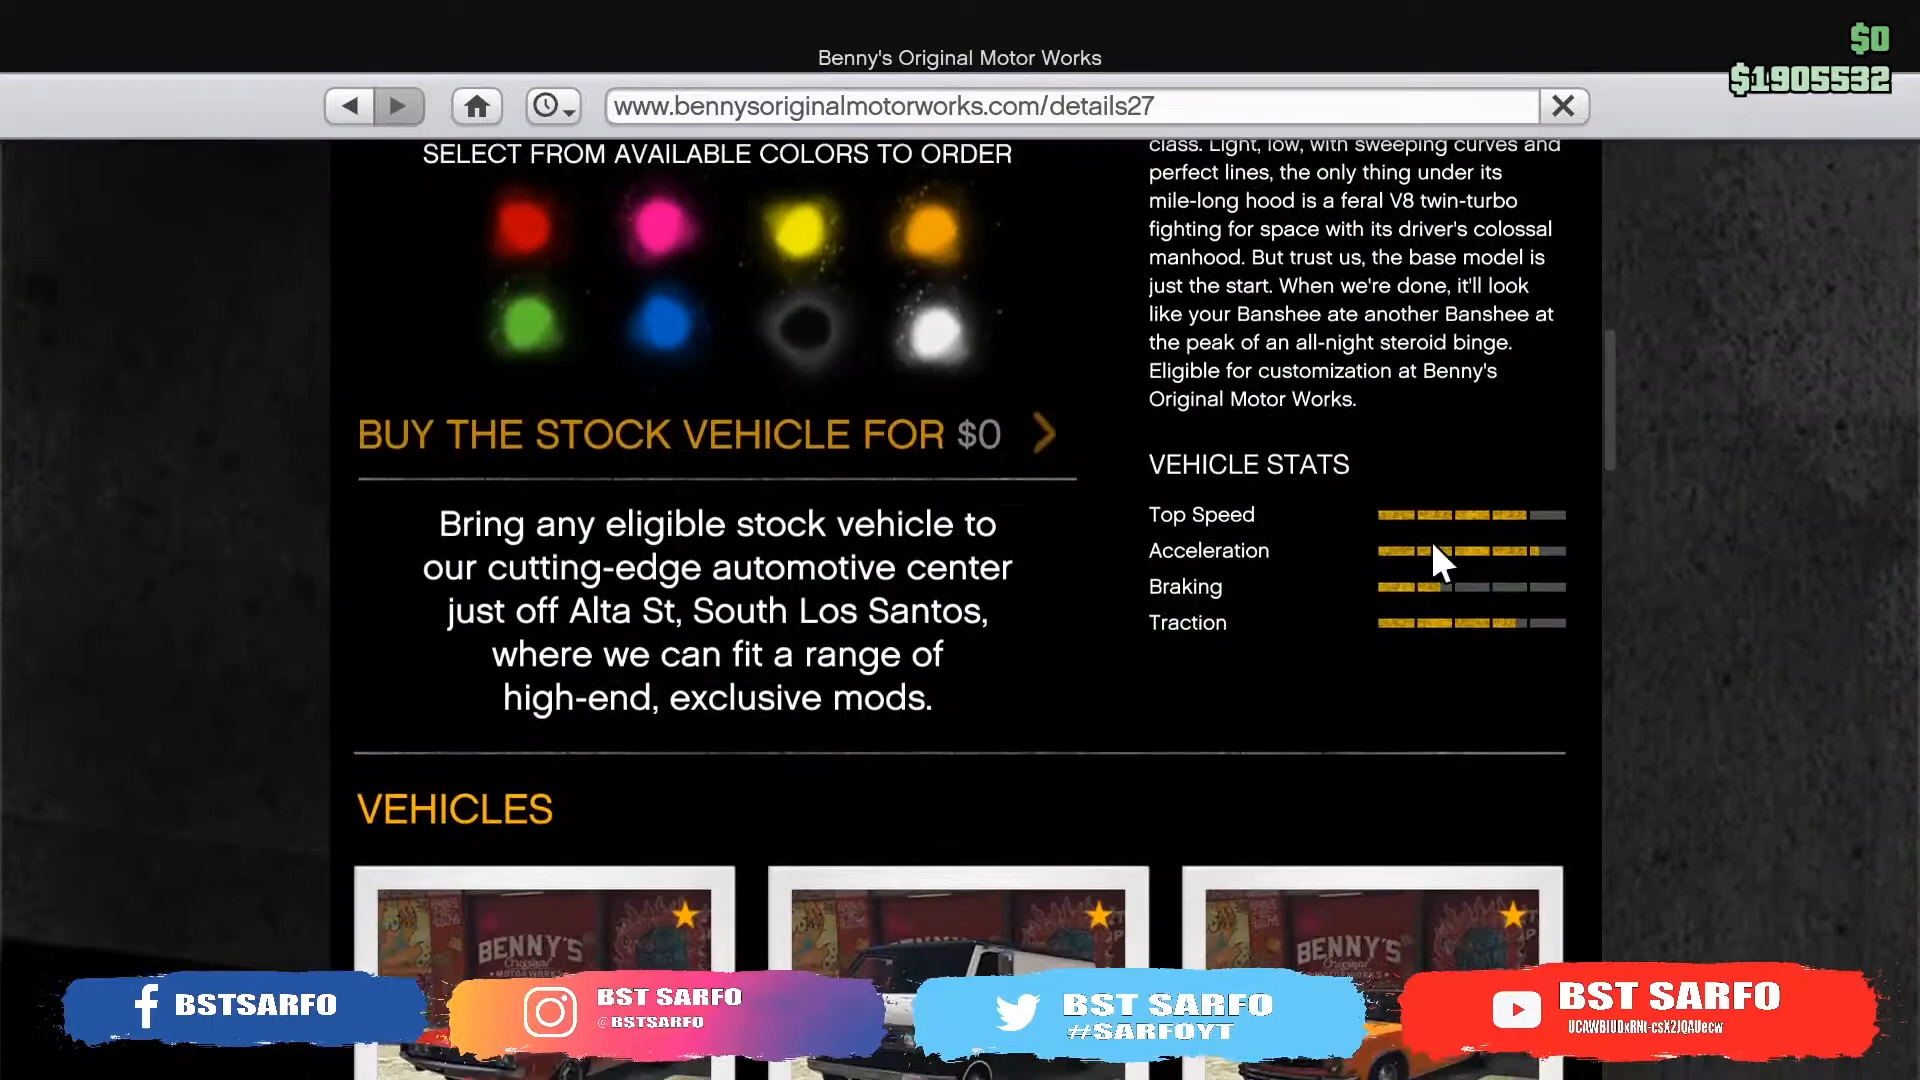 $0
$1905532
Benny's Original Motor Works
www.bennysoriginalmotorworks.com/details27
SELECT FROM AVAILABLE COLORS TO ORDER
BUY THE STOCK VEHICLE FOR $0
Bring any eligible stock vehicle to
our cutting-edge automotive center
just off Alta St, South Los Santos,
where we can fit a range of
high-end, exclusive mods.
class. Light, low, with sweeping curves and
perfect lines, the only thing under its
mile-long hood is a feral V8 twin-turbo
fighting for space with its driver's colossal
manhood. But trust us, the base model is
just the start. When we're done, it'll look
like your Banshee ate another Banshee at
the peak of an all-night steroid binge.
Eligible for customization at Benny's
Original Motor Works.
VEHICLE STATS
Top Speed
Acceleration
Braking
Traction
VEHICLES
BENNY'S
Original
MOTORWORKS
BENNY'S
Original
BSTSARFO
BST SARFO
@BSTSARFO
BST SARFO
#SARFOYT
BST SARFO